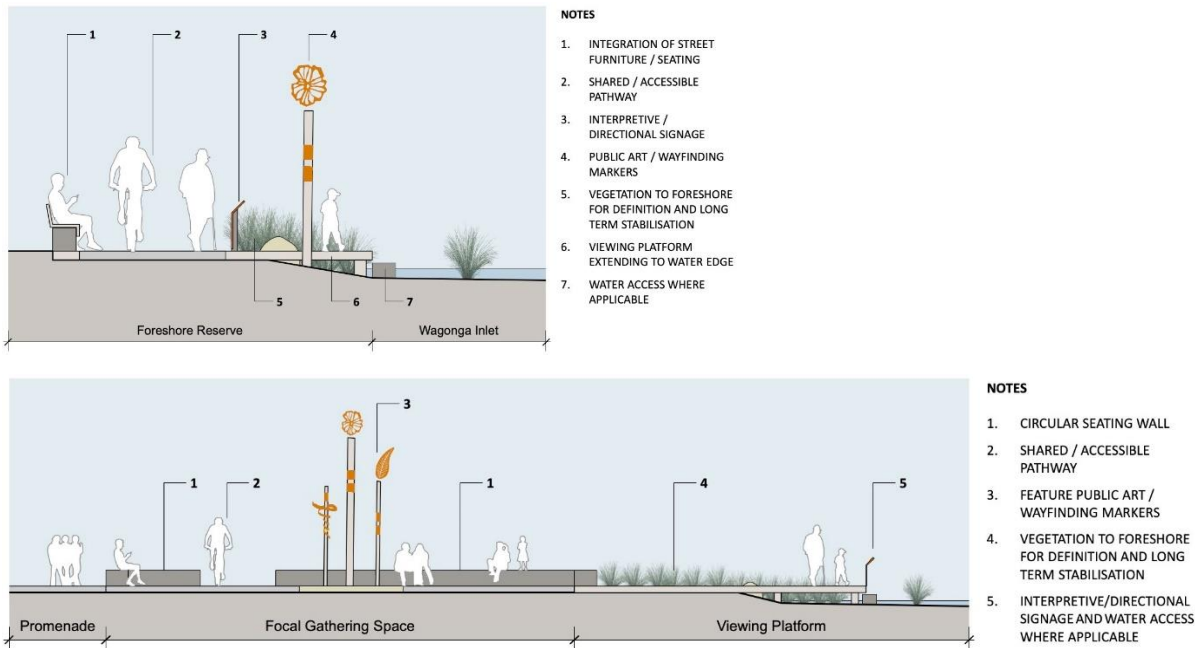 1
2
3
4
5
6
7
Foreshore Reserve
Wagonga Inlet
NOTES
1. INTEGRATION OF STREET
FURNITURE / SEATING
2. SHARED / ACCESSIBLE
PATHWAY
3. INTERPRETIVE /
DIRECTIONAL SIGNAGE
4. PUBLIC ART / WAYFINDING
MARKERS
5. VEGETATION TO FORESHORE
FOR DEFINITION AND LONG
TERM STABILISATION
6. VIEWING PLATFORM
EXTENDING TO WATER EDGE
7. WATER ACCESS WHERE
APPLICABLE
3
1
2
1
4
5
Promenade
Focal Gathering Space
Viewing Platform
NOTES
1. CIRCULAR SEATING WALL
2. SHARED / ACCESSIBLE
PATHWAY
3. FEATURE PUBLIC ART /
WAYFINDING MARKERS
4. VEGETATION TO FORESHORE
FOR DEFINITION AND LONG
TERM STABILISATION
5. INTERPRETIVE/DIRECTIONAL
SIGNAGE AND WATER ACCESS
WHERE APPLICABLE